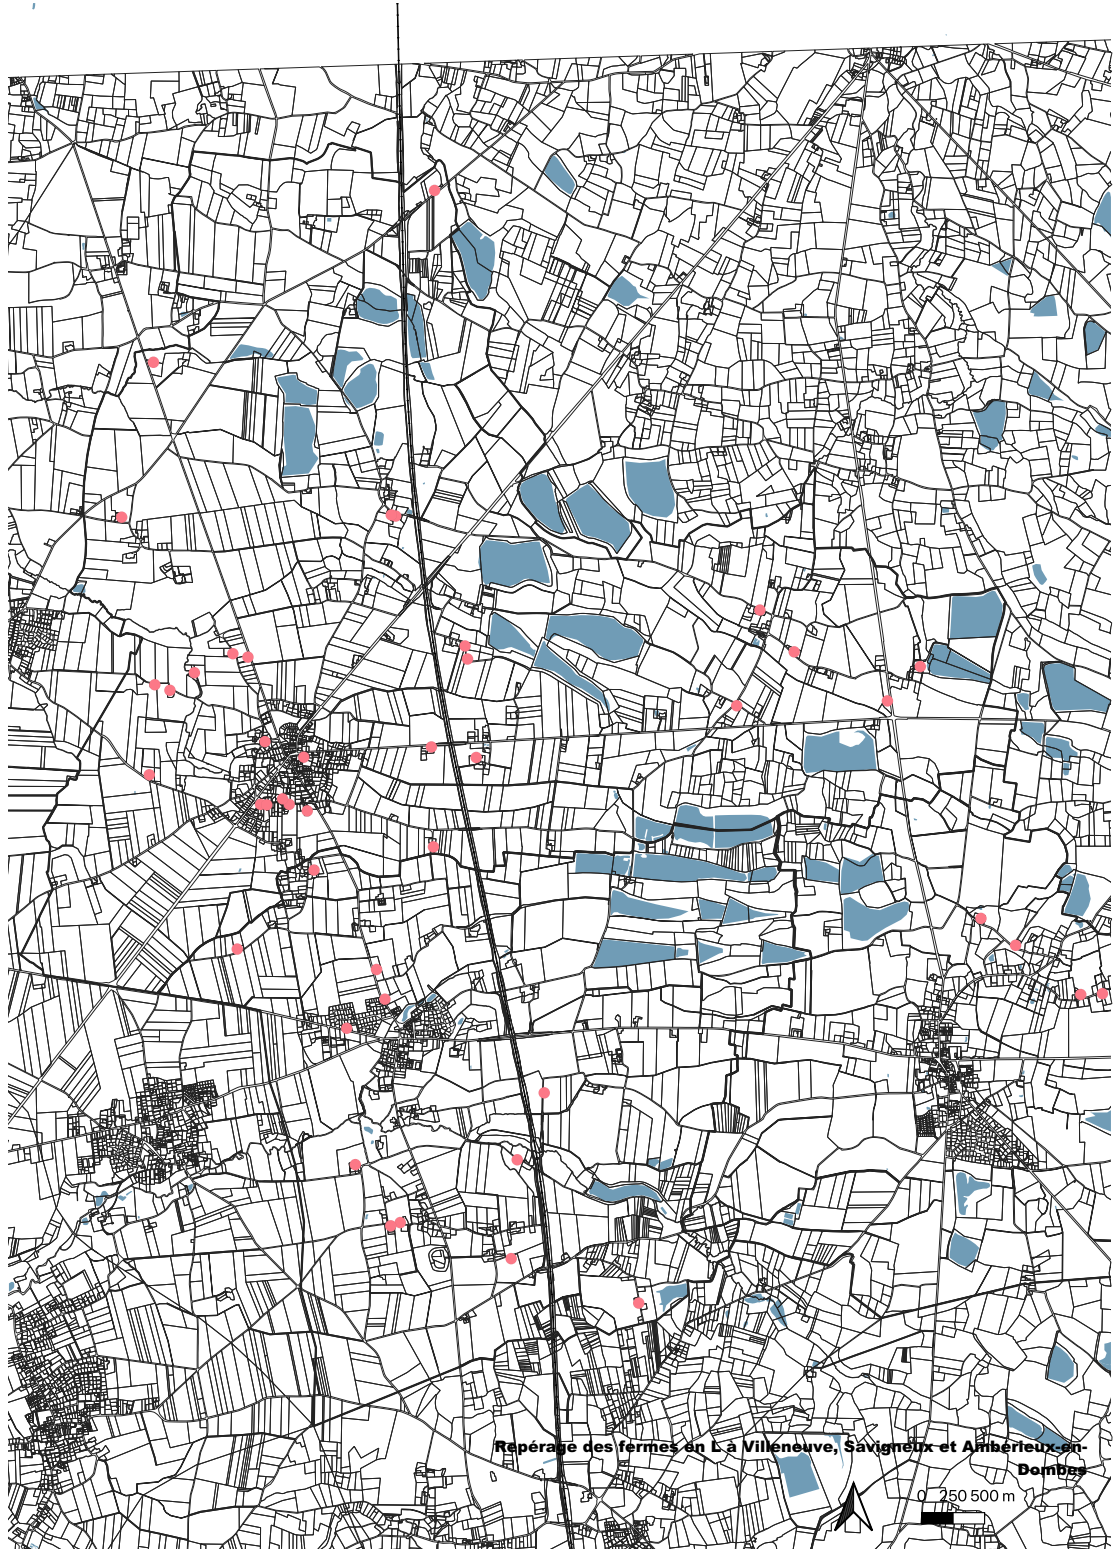 Repérage des fermes en L à Villeneuve, Savigneux et Ambérieux-en-
Dombes
0 250 500 m